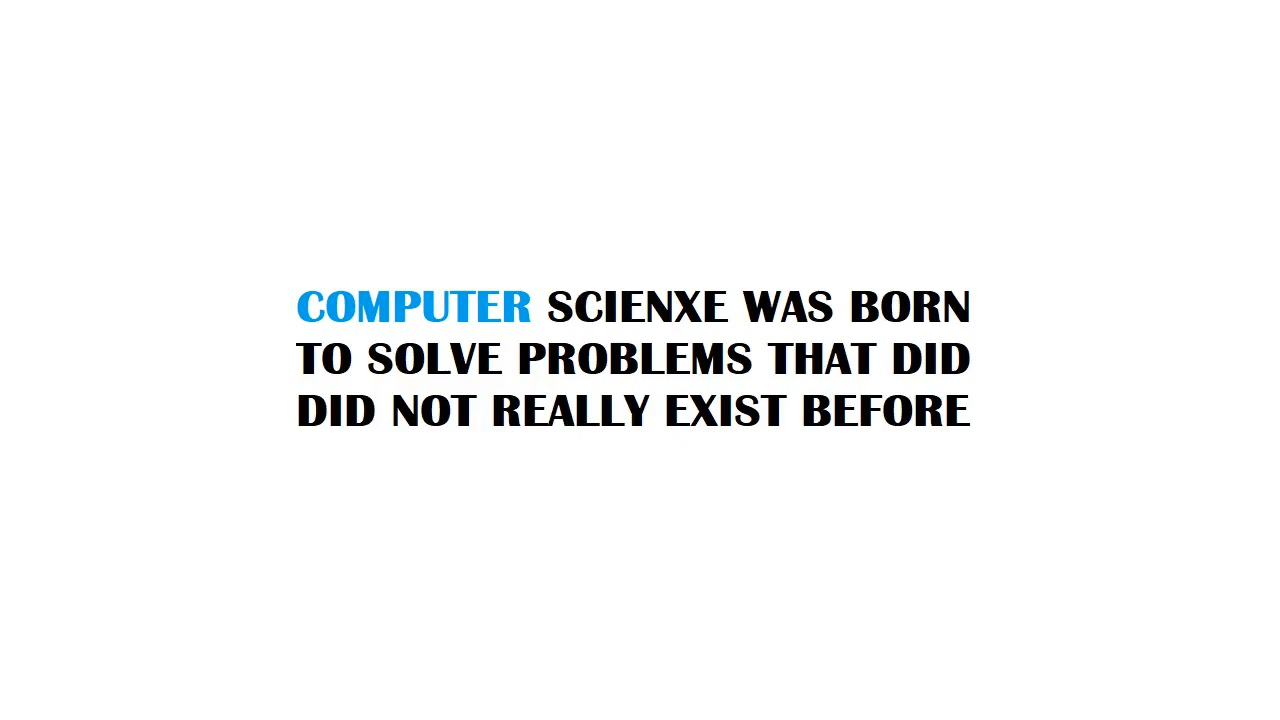 COMPUTER SCIENXE WAS BORN
TO SOLVE PROBLEMS THAT DID
DID NOT REALLY EXIST BEFORE